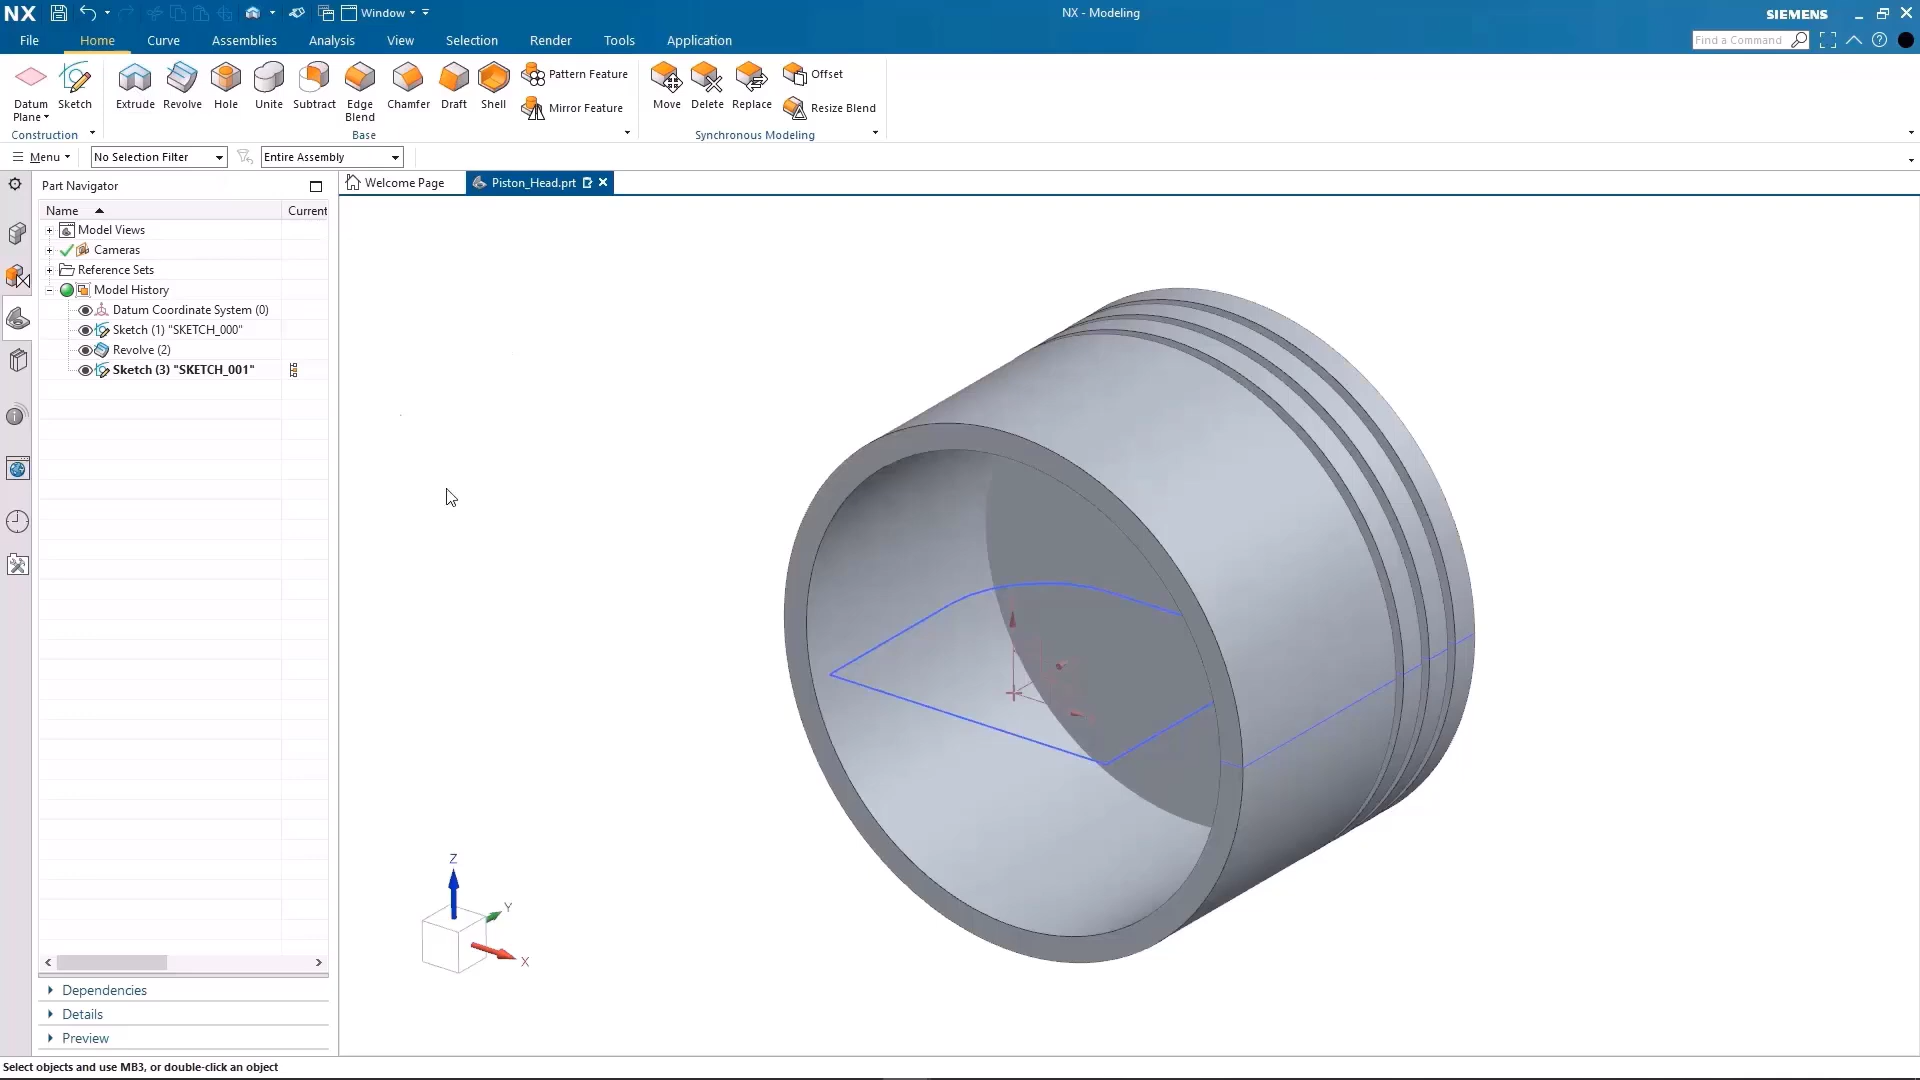 NX
Window
NX - Modeling
SIEMENS
File
Home
Curve
Assemblies
Analysis
View
Selection
Render
Tools
Application
Find a Command
Datum Plane
Sketch
Extrude
Revolve
Hole
Unite
Subtract
Edge Blend
Chamfer
Draft
Shell
Pattern Feature
Mirror Feature
Move
Delete
Replace
Offset
Resize Blend
Construction
Base
Synchronous Modeling
Menu
No Selection Filter
Entire Assembly
Part Navigator
Welcome Page
Piston_Head.prt
Name
Current
Model Views
Cameras
Reference Sets
Model History
Datum Coordinate System (0)
Sketch (1) "SKETCH_000"
Revolve (2)
Sketch (3) "SKETCH_001"
Z
Y
X
Dependencies
Details
Preview
Select objects and use MB3, or double-click an object